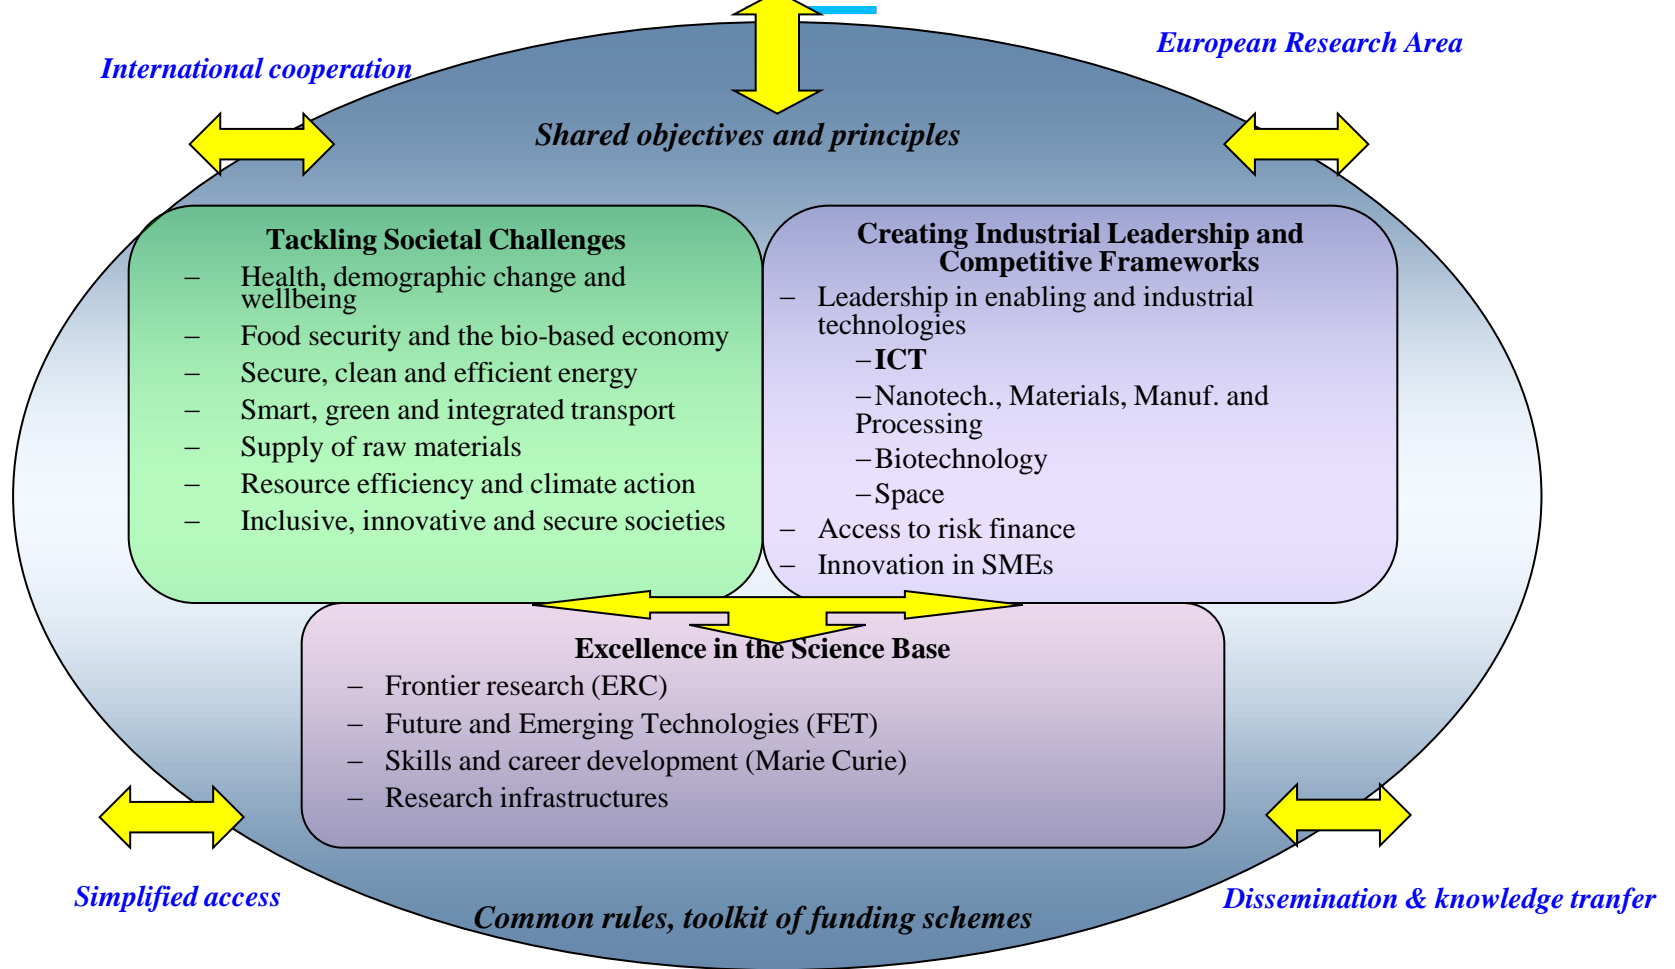 International cooperation
European Research Area
Shared objectives and principles
Tackling Societal Challenges
– Health, demographic change and
wellbeing
– Food security and the bio-based economy
– Secure, clean and efficient energy
– Smart, green and integrated transport
– Supply of raw materials
– Resource efficiency and climate action
– Inclusive, innovative and secure societies
Creating Industrial Leadership and
Competitive Frameworks
– Leadership in enabling and industrial
technologies
– ICT
– Nanotech., Materials, Manuf. and
Processing
– Biotechnology
– Space
– Access to risk finance
– Innovation in SMEs
Excellence in the Science Base
– Frontier research (ERC)
– Future and Emerging Technologies (FET)
– Skills and career development (Marie Curie)
– Research infrastructures
Simplified access
Common rules, toolkit of funding schemes
Dissemination & knowledge tranfer